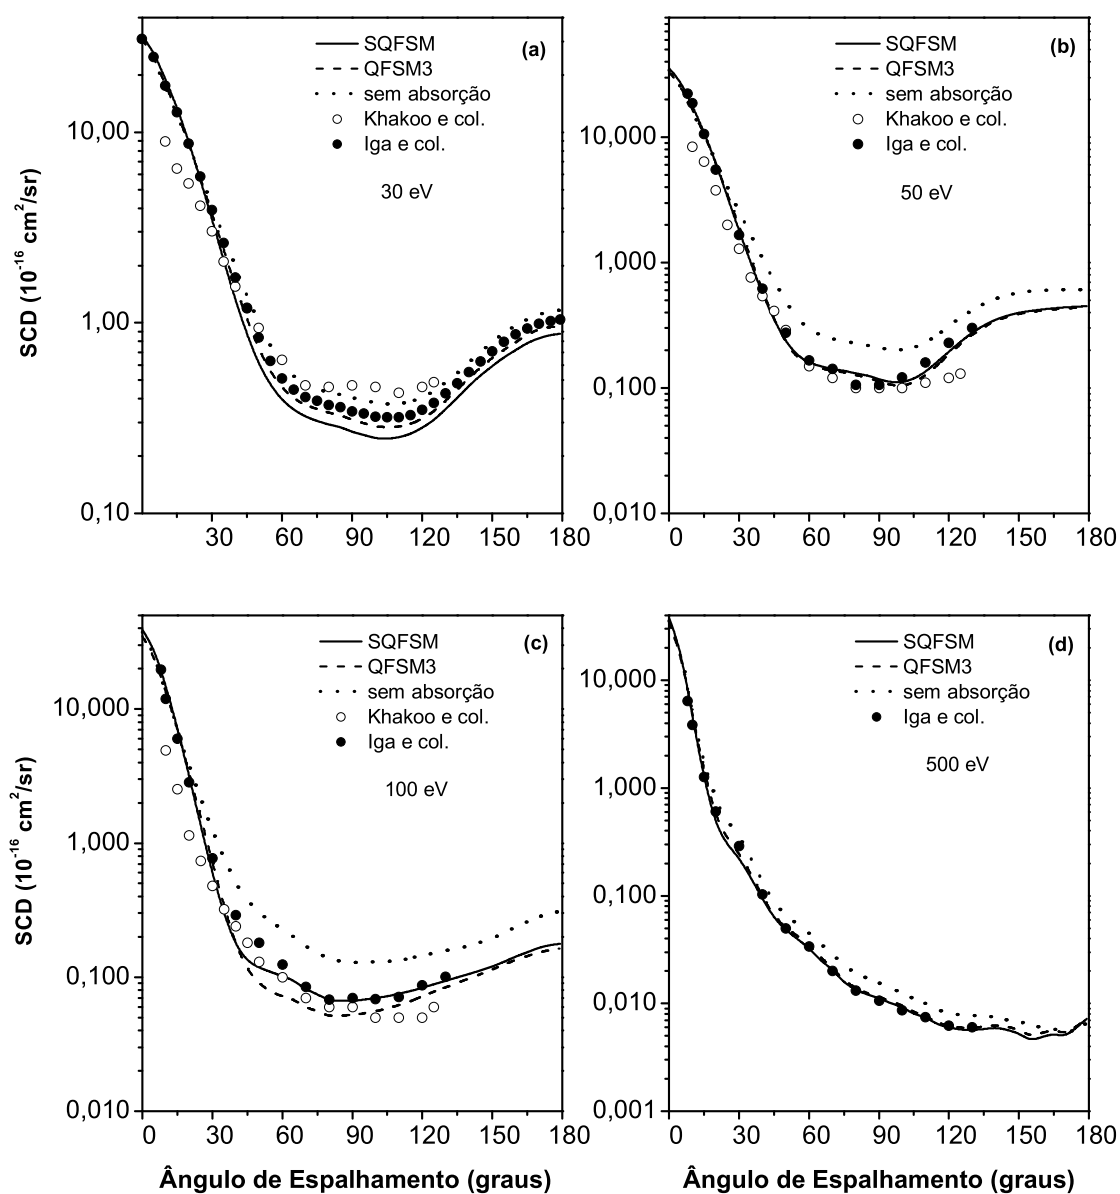 SQFSM
QFSM3
sem absorção
Khakoo e col.
Iga e col.
(a)
30 eV
SCD (10-16 cm2/sr)
10,00
1,00
0,10
30
60
90
120
150
180
SQFSM
QFSM3
sem absorção
Khakoo e col.
Iga e col.
(b)
50 eV
10,000
1,000
0,100
0,010
0
30
60
90
120
150
180
SQFSM
QFSM3
sem absorção
Khakoo e col.
Iga e col.
(c)
100 eV
SCD (10-16 cm2/sr)
10,000
1,000
0,100
0,010
0
30
60
90
120
150
180
Ângulo de Espalhamento (graus)
SQFSM
QFSM3
sem absorção
Iga e col.
(d)
500 eV
10,000
1,000
0,100
0,010
0,001
0
30
60
90
120
150
180
Ângulo de Espalhamento (graus)